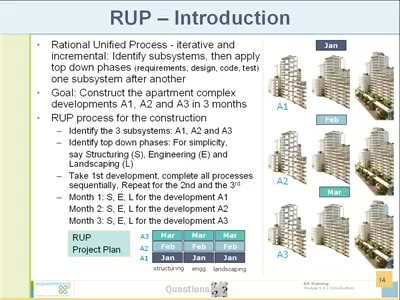 RUP – Introduction
• Rational Unified Process - iterative and
incremental: Identify subsystems, then apply
top down phases (requirements, design, code, test)
one subsystem after another
• Goal: Construct the apartment complex
developments A1, A2 and A3 in 3 months
• RUP process for the construction
– Identify the 3 subsystems: A1, A2 and A3
– Identify top down phases: For simplicity,
say Structuring (S), Engineering (E) and
Landscaping (L)
– Take 1st development, complete all processes
sequentially, Repeat for the 2nd and the 3rd.
– Month 1: S, E, L for the development A1
Month 2: S, E, L for the development A2
Month 3: S, E, L for the development A3
Jan
A1
Feb
A2
Mar
A3
RUP
Project Plan
A3 Mar Mar Mar
A2 Feb Feb Feb
A1 Jan Jan Jan
structuring engg landscaping
Questions
14